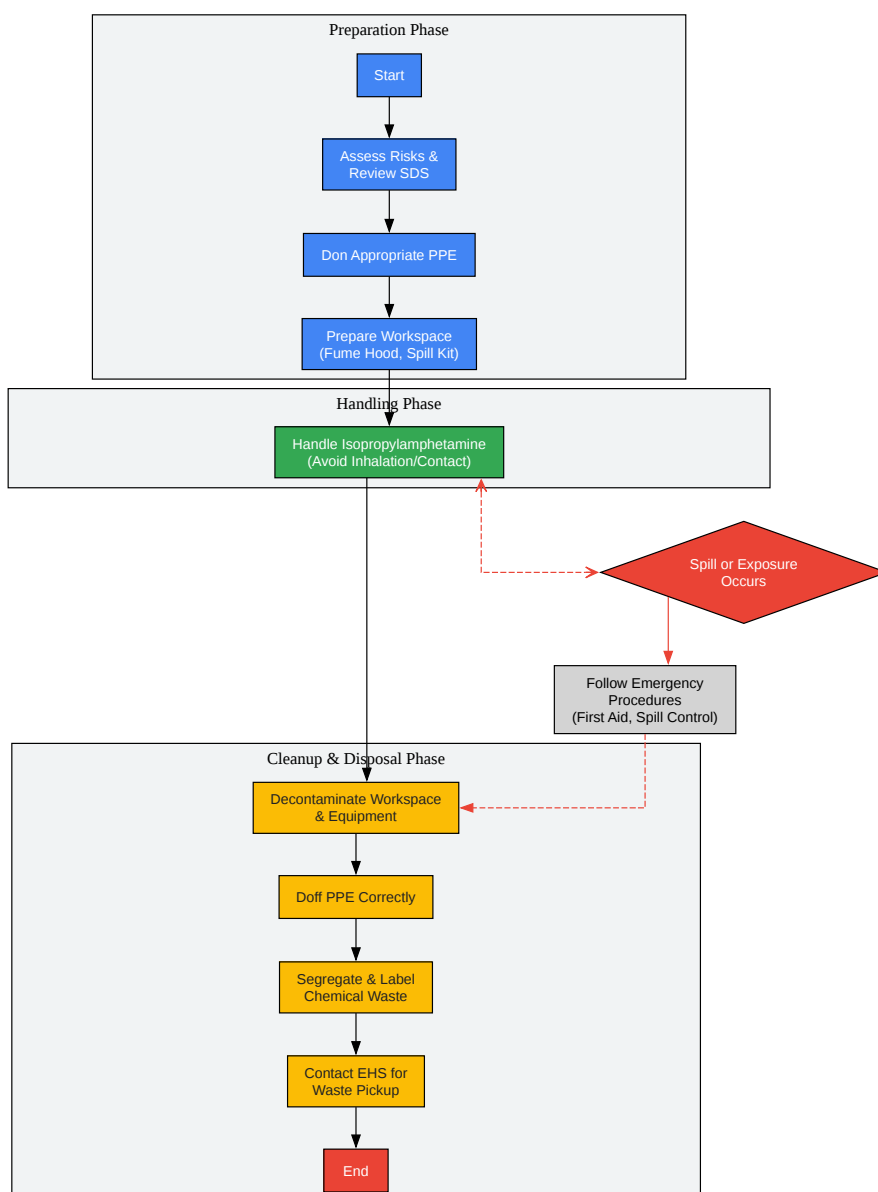 Preparation Phase
Start
Assess Risks &
Review SDS
Don Appropriate PPE
Prepare Workspace
(Fume Hood, Spill Kit)
Handling Phase
Handle Isopropylamphetamine
(Avoid Inhalation/Contact)
Spill or Exposure
Occurs
Follow Emergency
Procedures
(First Aid, Spill Control)
Cleanup & Disposal Phase
Decontaminate Workspace
& Equipment
Doff PPE Correctly
Segregate & Label
Chemical Waste
Contact EHS for
Waste Pickup
End